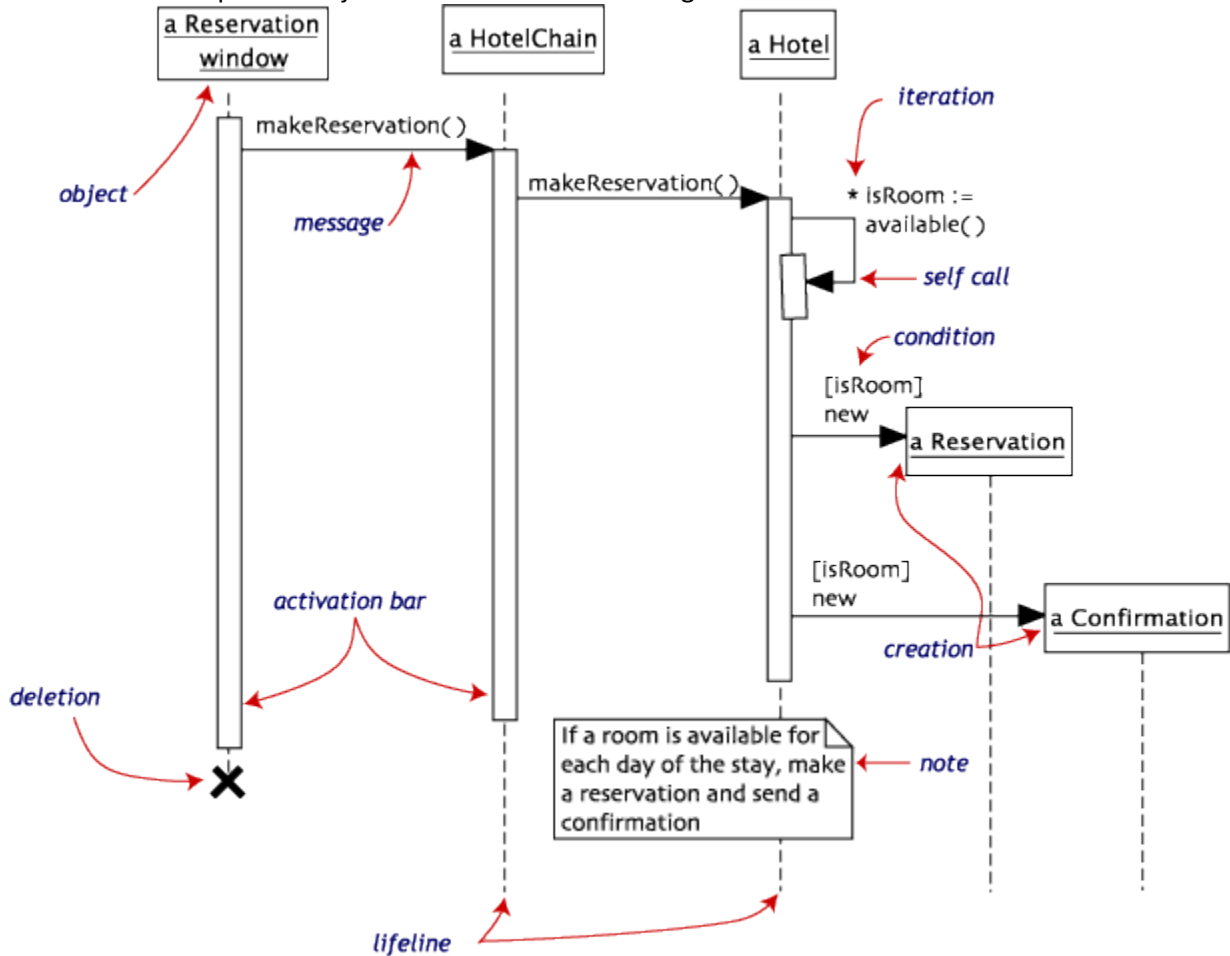 a Reservation
window
a HotelChain
a Hotel
iteration
makeReservation()
object
message
makeReservation()
* isRoom :=
available()
self call
condition
[isRoom]
new
a Reservation
[isRoom]
new
a Confirmation
activation bar
creation
deletion
If a room is available for
each day of the stay, make
a reservation and send a
confirmation
note
lifeline